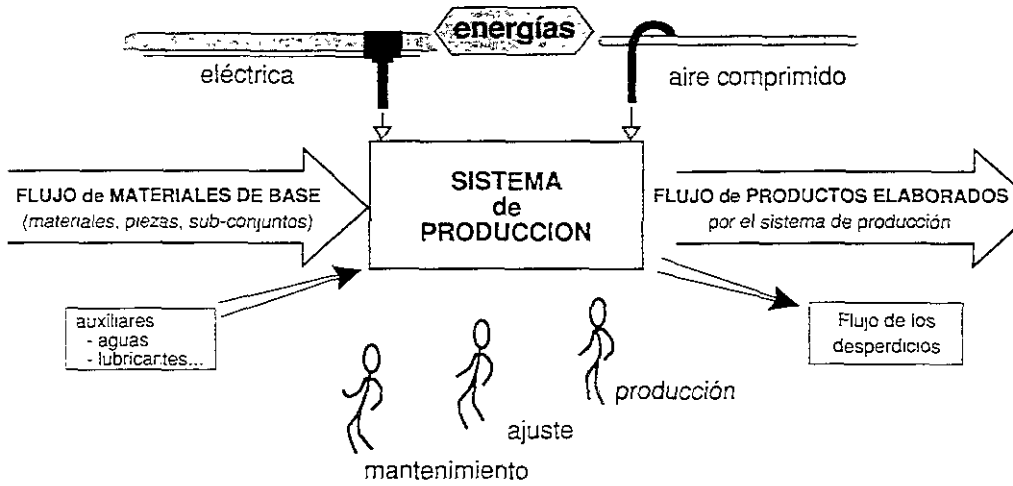 energías
eléctrica
aire comprimido
FLUJO de MATERIALES DE BASE
(materiales, piezas, sub-conjuntos)
SISTEMA
de
PRODUCCION
FLUJO de PRODUCTOS ELABORADOS
por el sistema de producción
auxiliares
- aguas
- lubricantes...
Flujo de los
desperdicios
producción
ajuste
mantenimiento